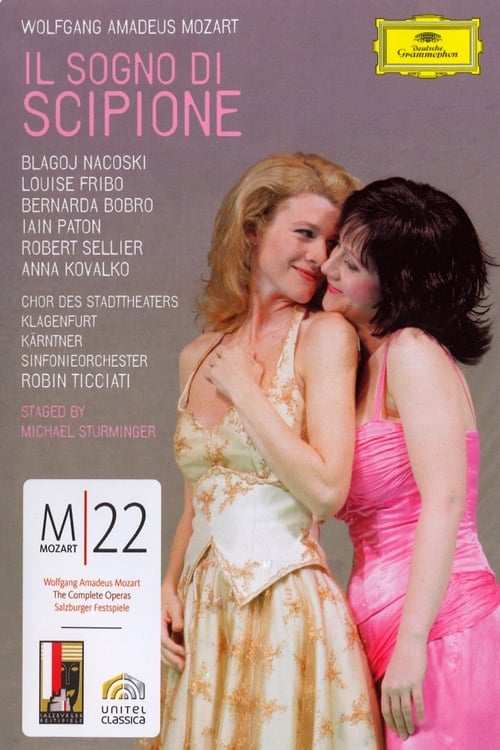 WOLFGANG AMADEUS MOZART
Deutsche
Grammophon
IL SOGNO DI
SCIPIONE
BLAGOJ NACOSKI
LOUISE FRIBO
BERNARDA BOBRO
IAIN PATON
ROBERT SELLIER
ANNA KOVALKO
CHOR DES STADTTHEATERS
KLAGENFURT
KÄRNTNER
SINFONIEORCHESTER
ROBIN TICCIATI
STAGED BY
MICHAEL STURMINGER
M|22
MOZART
Wolfgang Amadeus Mozart
The Complete Operas
Salzburger Festspiele
SALZBURGER
FESTSPIELE
UNITEL
CLASSICA